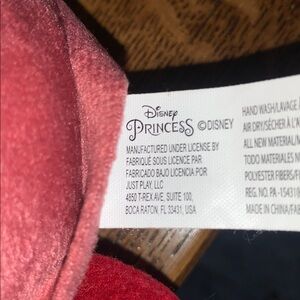 Disney
PRINCESS ©DISNEY
MANUFACTURED UNDER LICENSE BY
FABRIQUÉ SOUS LICENCE PAR
FABRICADO BAJO LICENCIA POR
JUST PLAY, LLC
4850 T-REX AVE, SUITE 100,
BOCA RATON, FL 33431, USA
HAND WASH/LAVAGE
AIR DRY/SÉCHER À L'A
ALL NEW MATERIAL/
TODO MATERIALES
POLYESTER FIBERS/
REG. NO. PA-15431(
MADE IN CHINA/FA